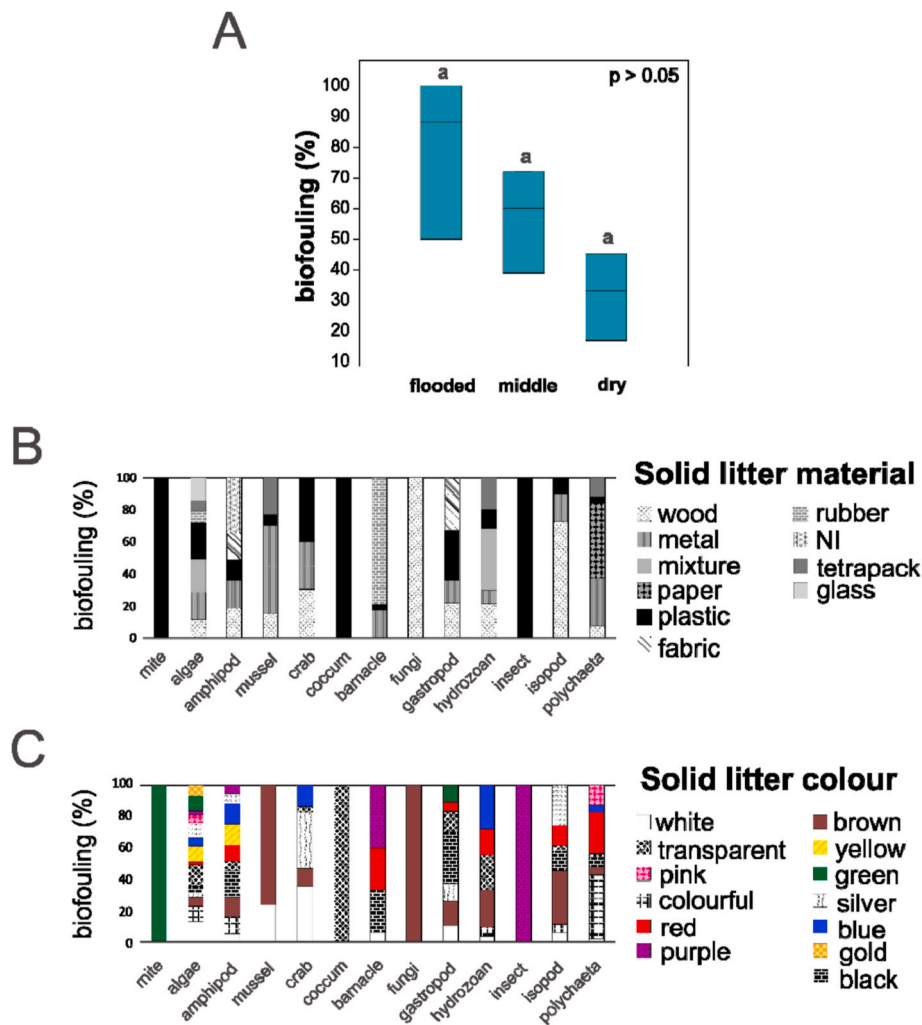 A
p > 0.05
a
a
a
100
90
80
70
60
50
40
30
20
10
biofouling (%)
flooded middle dry
B
Solid litter material
100
80
60
40
20
0
biofouling (%)
mite algae amphipod mussel crab coccum barnacle fungi gastropod hydrozoan insect isopod polychaeta
wood
metal
mixture
paper
plastic
fabric
rubber
NI
tetrapack
glass
C
Solid litter colour
100
80
60
40
20
0
biofouling (%)
mite algae amphipod mussel crab coccum barnacle fungi gastropod hydrozoan insect isopod polychaeta
white
transparent
pink
colourful
red
purple
brown
yellow
green
silver
blue
gold
black